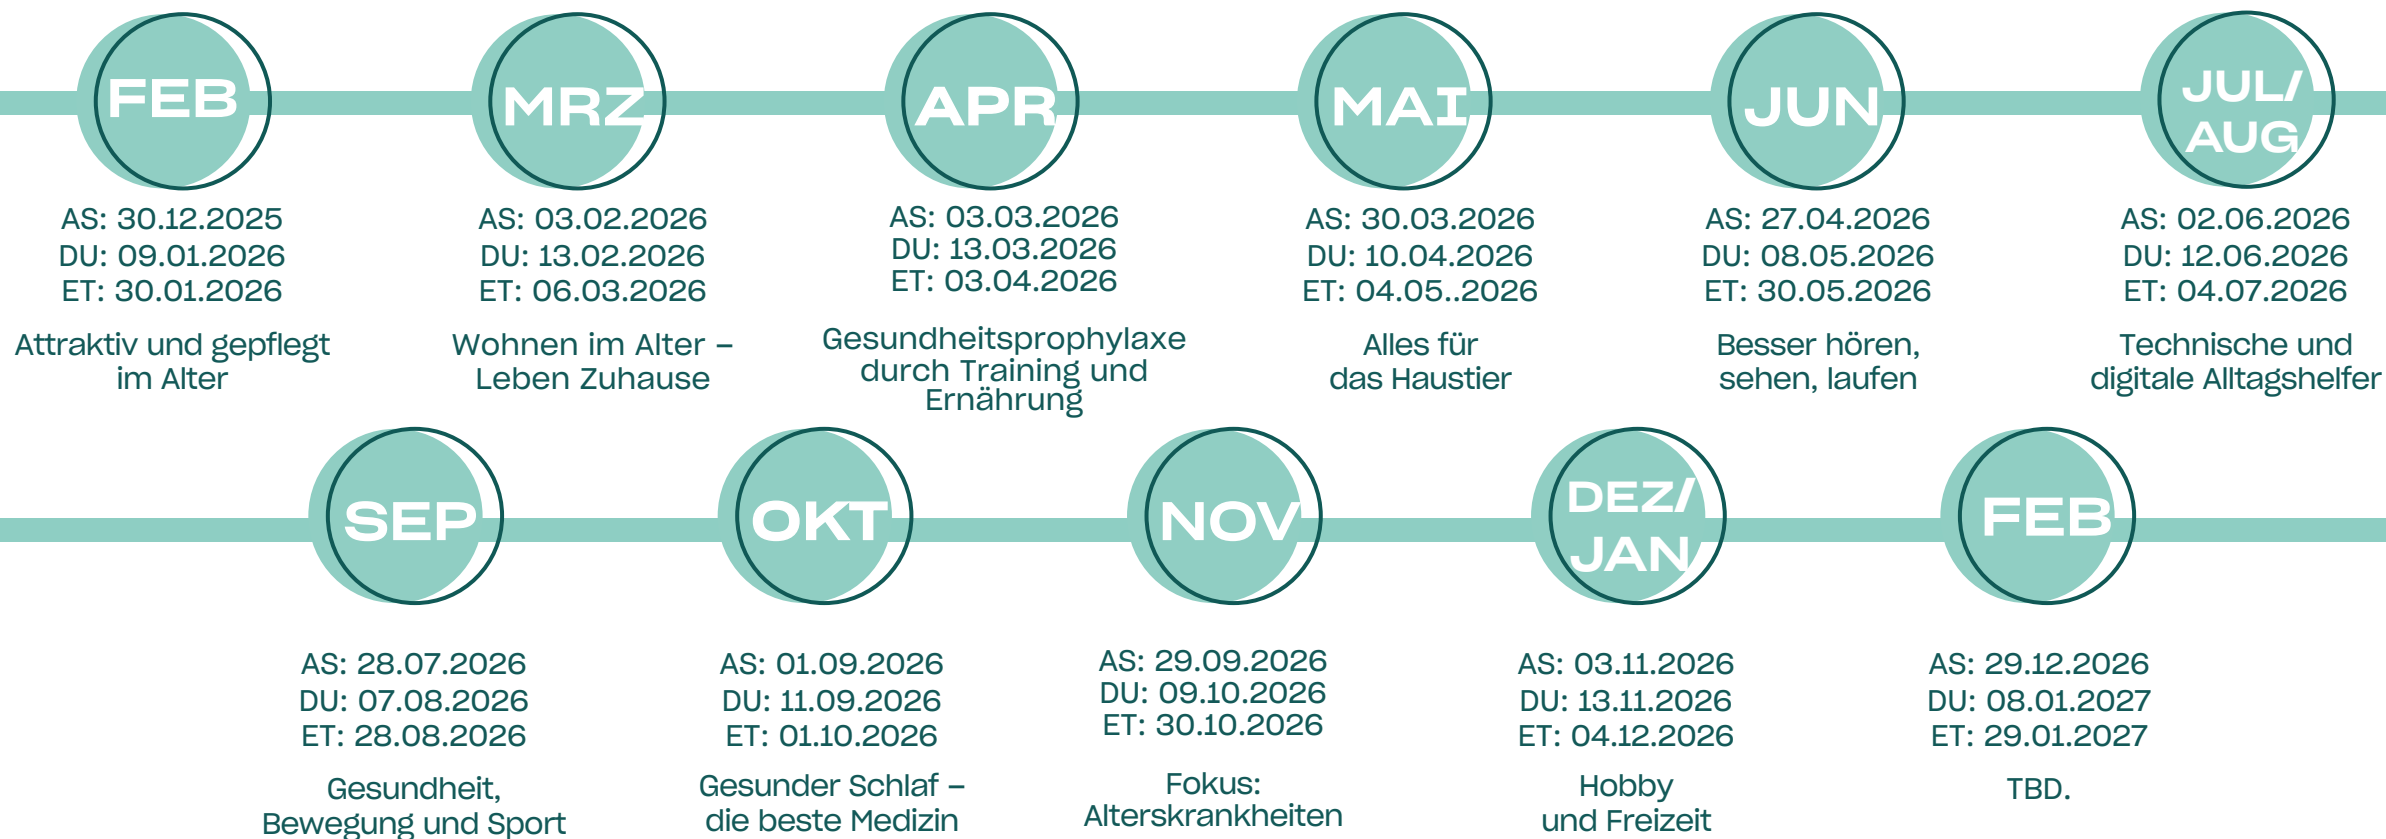 FEB
AS: 30.12.2025
DU: 09.01.2026
ET: 30.01.2026
Attraktiv und gepflegt
im Alter
MRZ
AS: 03.02.2026
DU: 13.02.2026
ET: 06.03.2026
Wohnen im Alter –
Leben Zuhause
APR
AS: 03.03.2026
DU: 13.03.2026
ET: 03.04.2026
Gesundheitsprophylaxe
durch Training und
Ernährung
MAI
AS: 30.03.2026
DU: 10.04.2026
ET: 04.05..2026
Alles für
das Haustier
JUN
AS: 27.04.2026
DU: 08.05.2026
ET: 30.05.2026
Besser hören,
sehen, laufen
JUL/
AUG
AS: 02.06.2026
DU: 12.06.2026
ET: 04.07.2026
Technische und
digitale Alltagshelfer
SEP
AS: 28.07.2026
DU: 07.08.2026
ET: 28.08.2026
Gesundheit,
Bewegung und Sport
OKT
AS: 01.09.2026
DU: 11.09.2026
ET: 01.10.2026
Gesunder Schlaf –
die beste Medizin
NOV
AS: 29.09.2026
DU: 09.10.2026
ET: 30.10.2026
Fokus:
Alterskrankheiten
DEZ/
JAN
AS: 03.11.2026
DU: 13.11.2026
ET: 04.12.2026
Hobby
und Freizeit
FEB
AS: 29.12.2026
DU: 08.01.2027
ET: 29.01.2027
TBD.